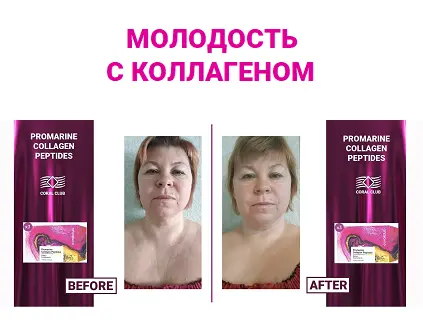 МОЛОДОСТЬ
С КОЛЛАГЕНОМ
PROMARINE
COLLAGEN
PEPTIDES
CORAL CLUB
BEFORE
PROMARINE
COLLAGEN
PEPTIDES
CORAL CLUB
AFTER